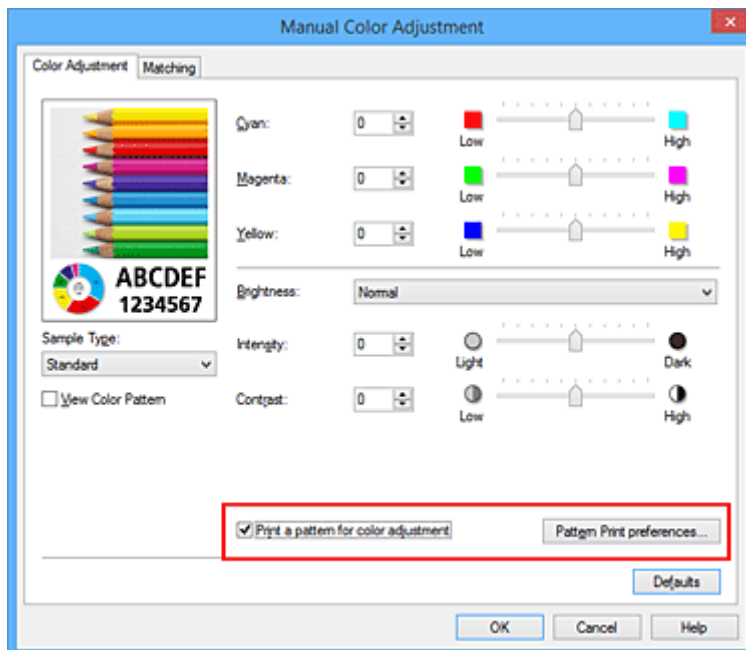 Manual Color Adjustment
Color Adjustment Matching
ABCDEF
1234567
Sample Type:
Standard
View Color Pattern
Cyan: 0 Low High
Magenta: 0 Low High
Yellow: 0 Low High
Brightness: Normal
Intensity: 0 Light Dark
Contrast: 0 Low High
Print a pattern for color adjustment Pattern Print preferences...
Defaults
OK Cancel Help